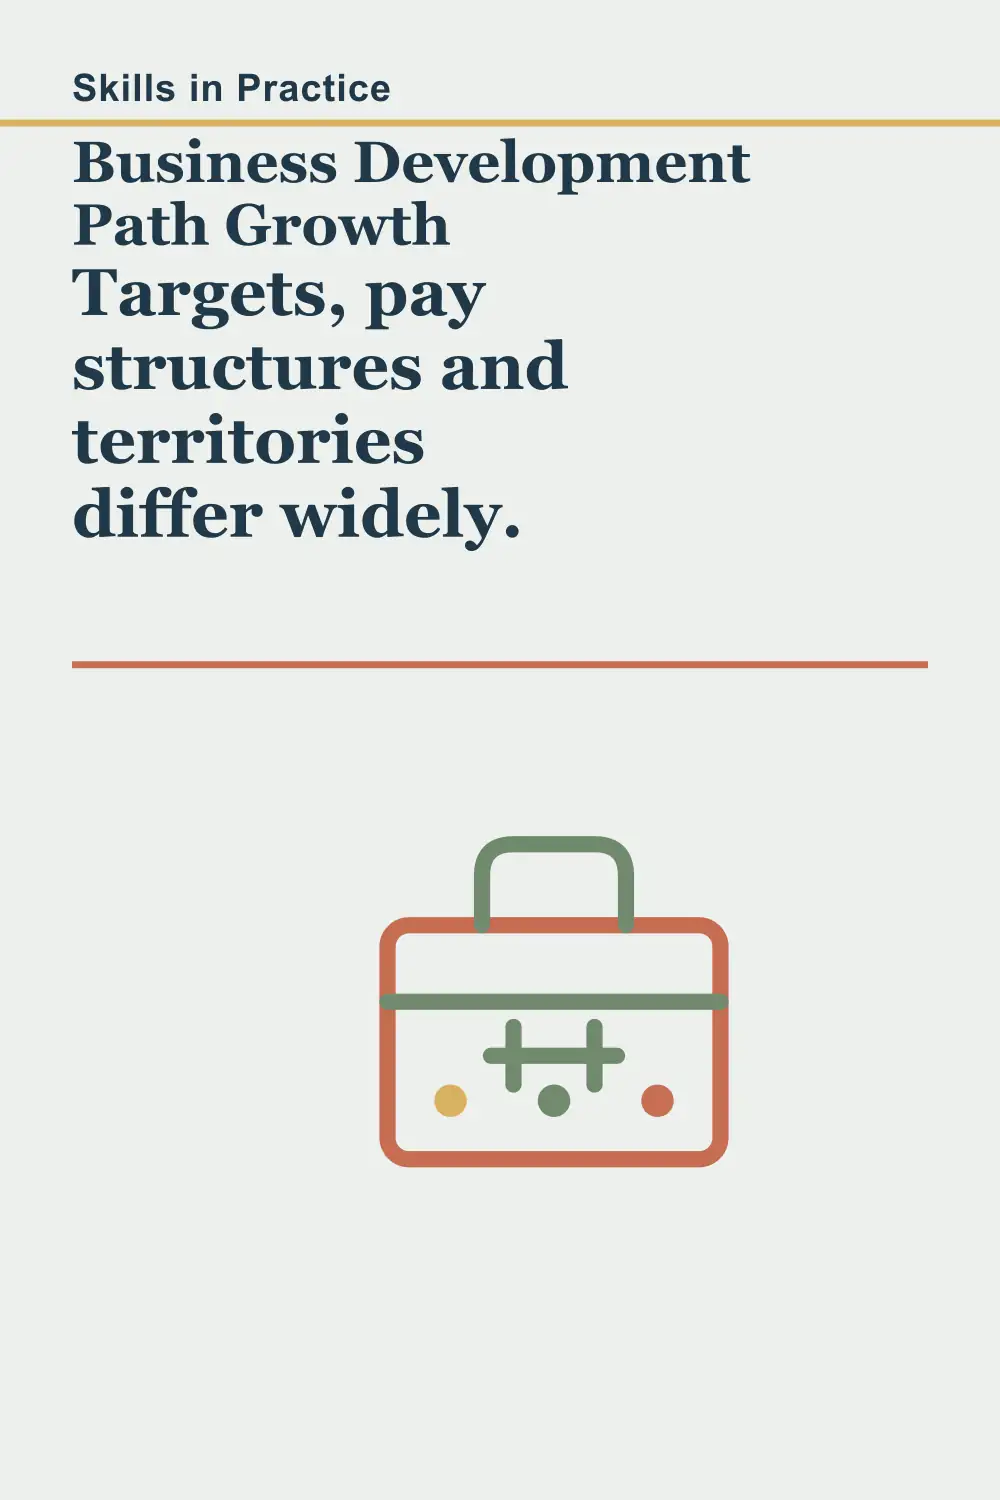 Skills in Practice
Business Development
Path Growth
Targets, pay
structures and
territories
differ widely.